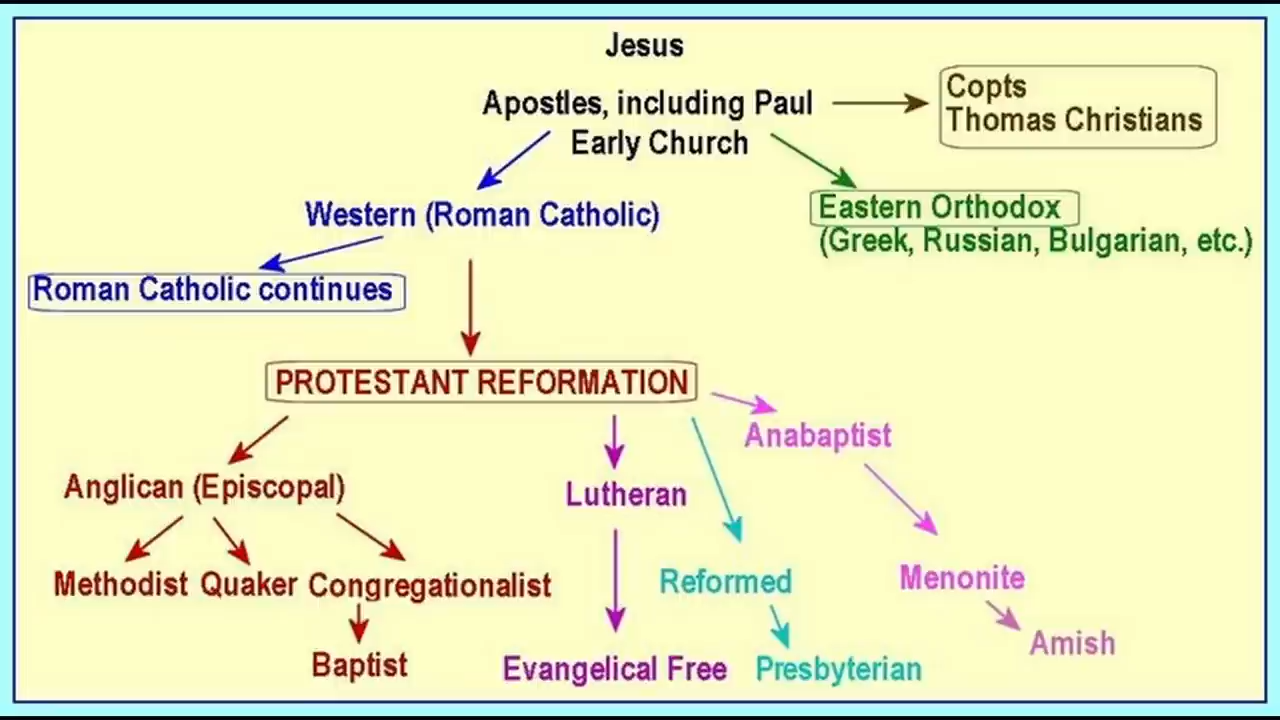 Jesus
Apostles, including Paul
Early Church
Copts
Thomas Christians
Western (Roman Catholic)
Eastern Orthodox
(Greek, Russian, Bulgarian, etc.)
Roman Catholic continues
PROTESTANT REFORMATION
Anabaptist
Anglican (Episcopal)
Lutheran
Methodist
Quaker
Congregationalist
Reformed
Menonite
Baptist
Evangelical Free
Presbyterian
Amish